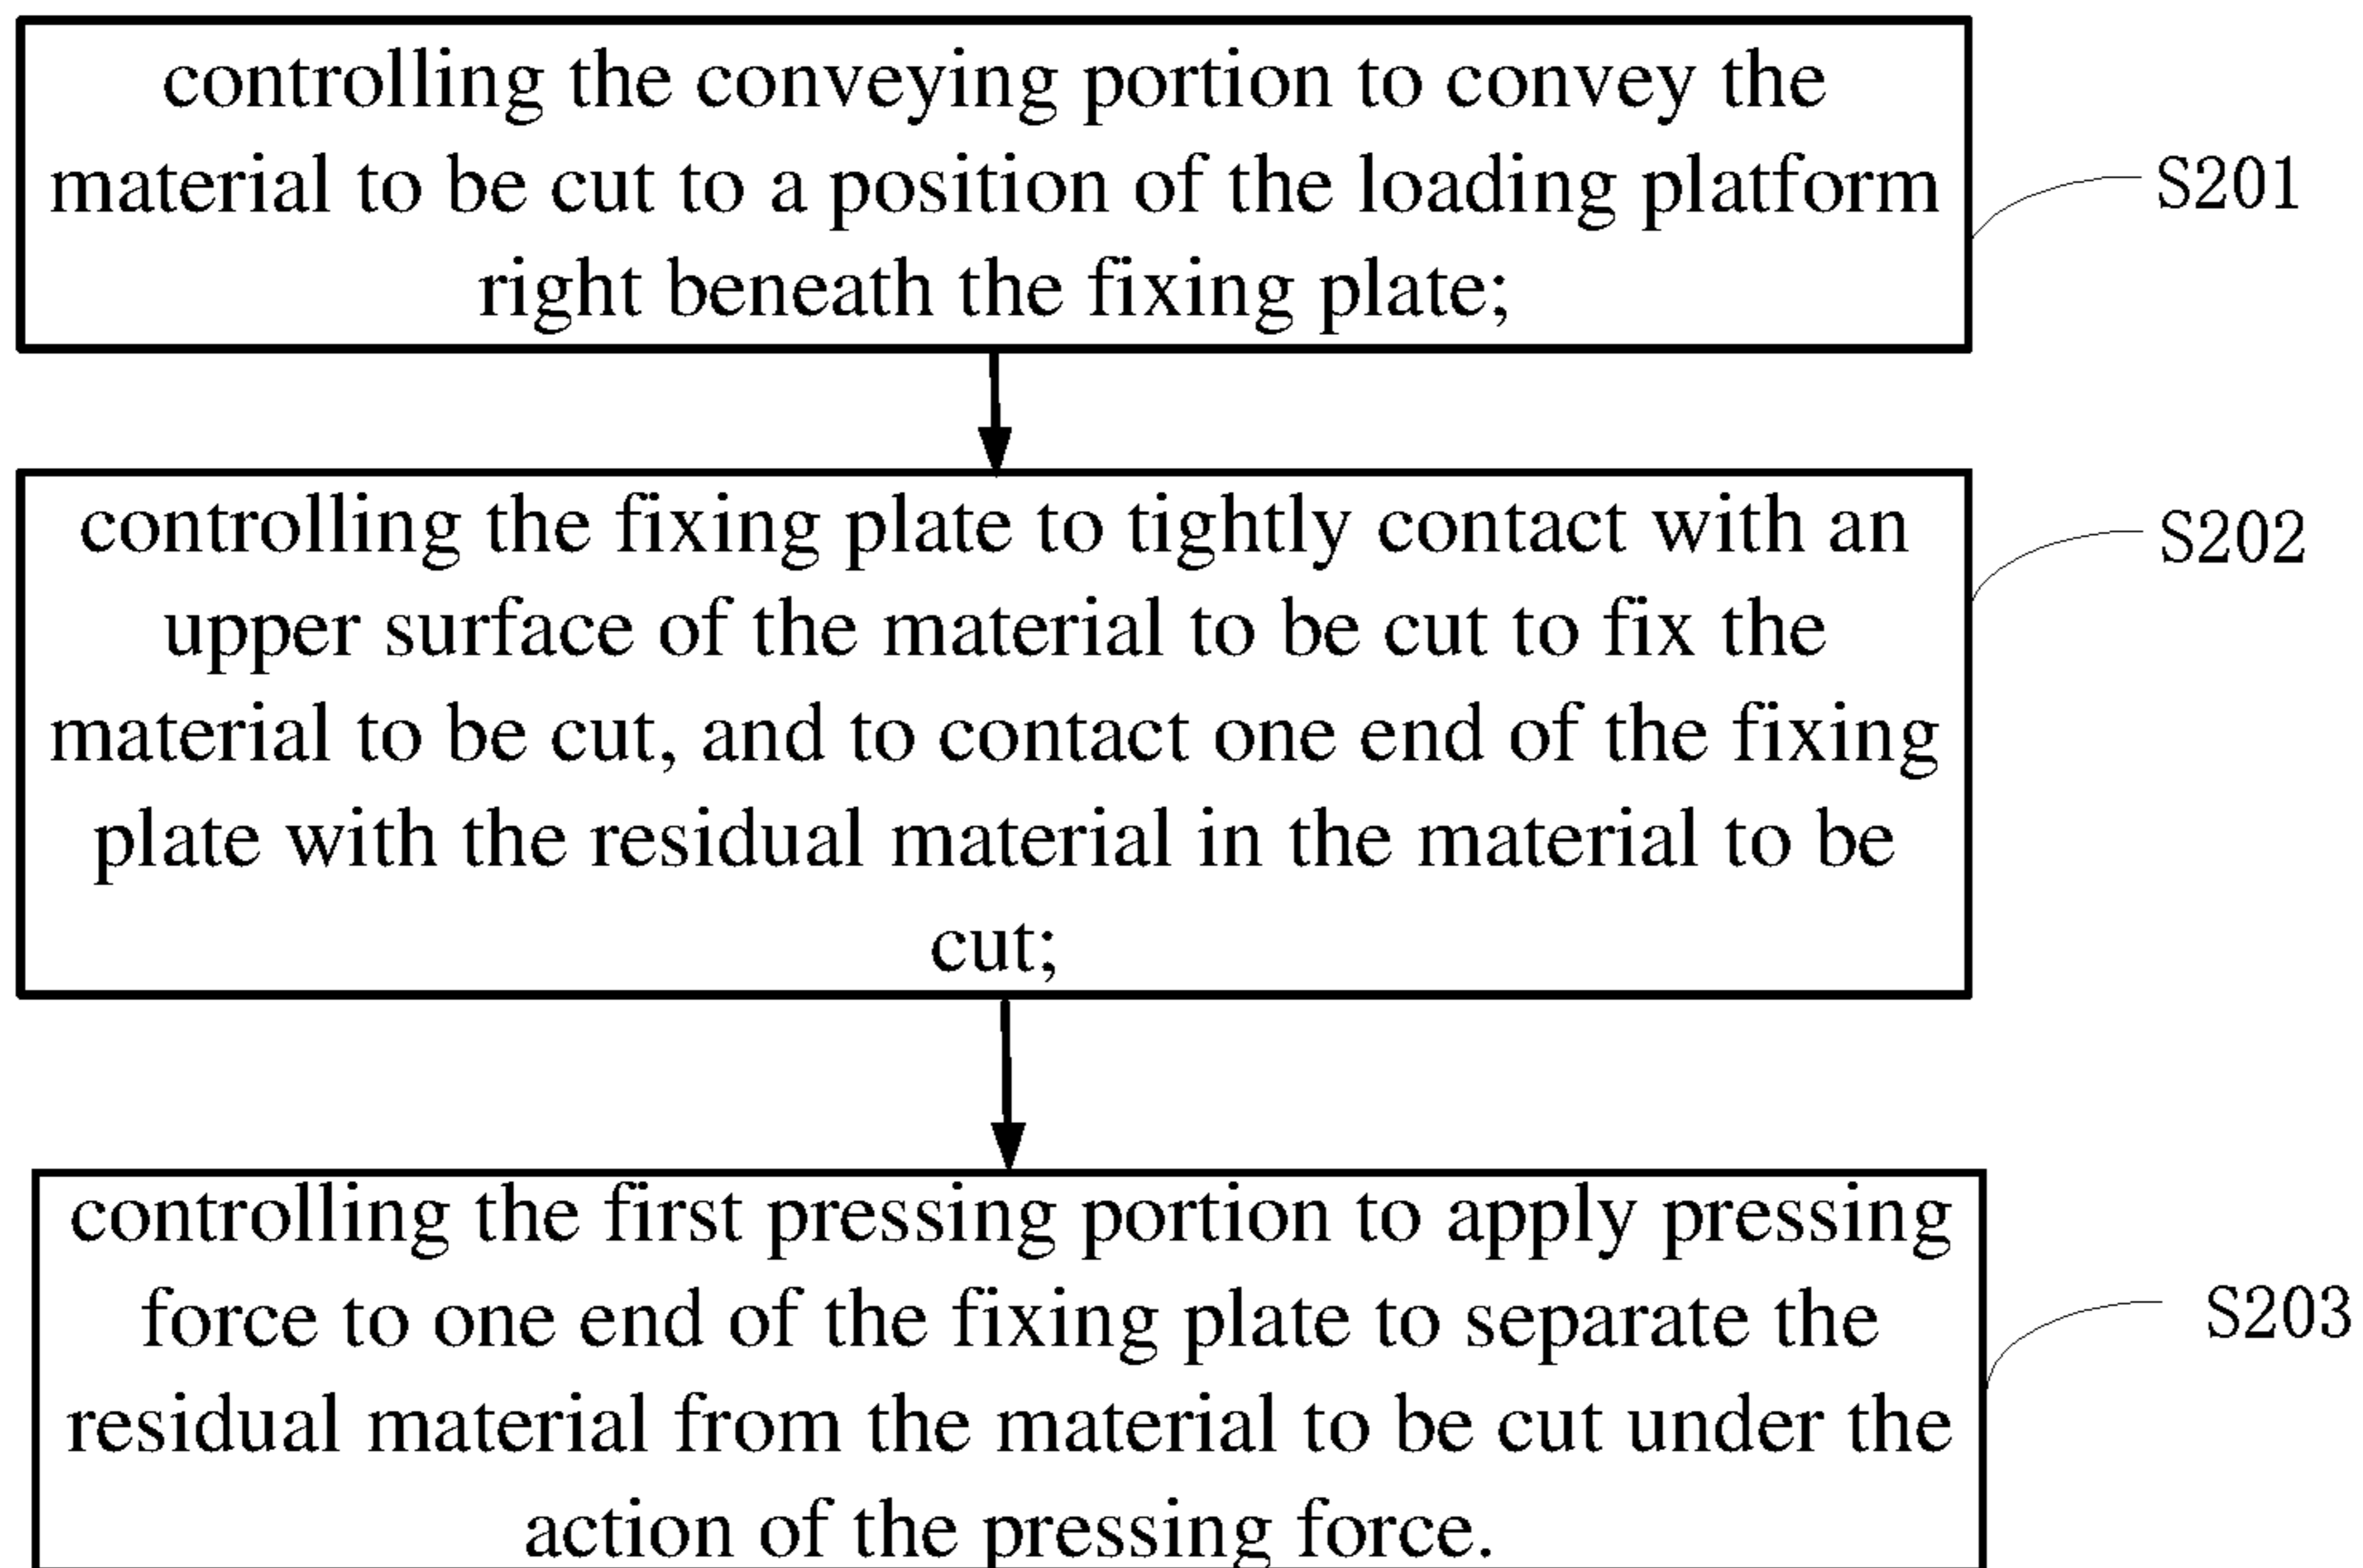 controlling the conveying portion to convey the
material to be cut to a position of the loading platform
right beneath the fixing plate;
S201
controlling the fixing plate to tightly contact with an
upper surface of the material to be cut to fix the
material to be cut, and to contact one end of the fixing
plate with the residual material in the material to be
cut;
S202
controlling the first pressing portion to apply pressing
force to one end of the fixing plate to separate the
residual material from the material to be cut under the
action of the pressing force.
S203